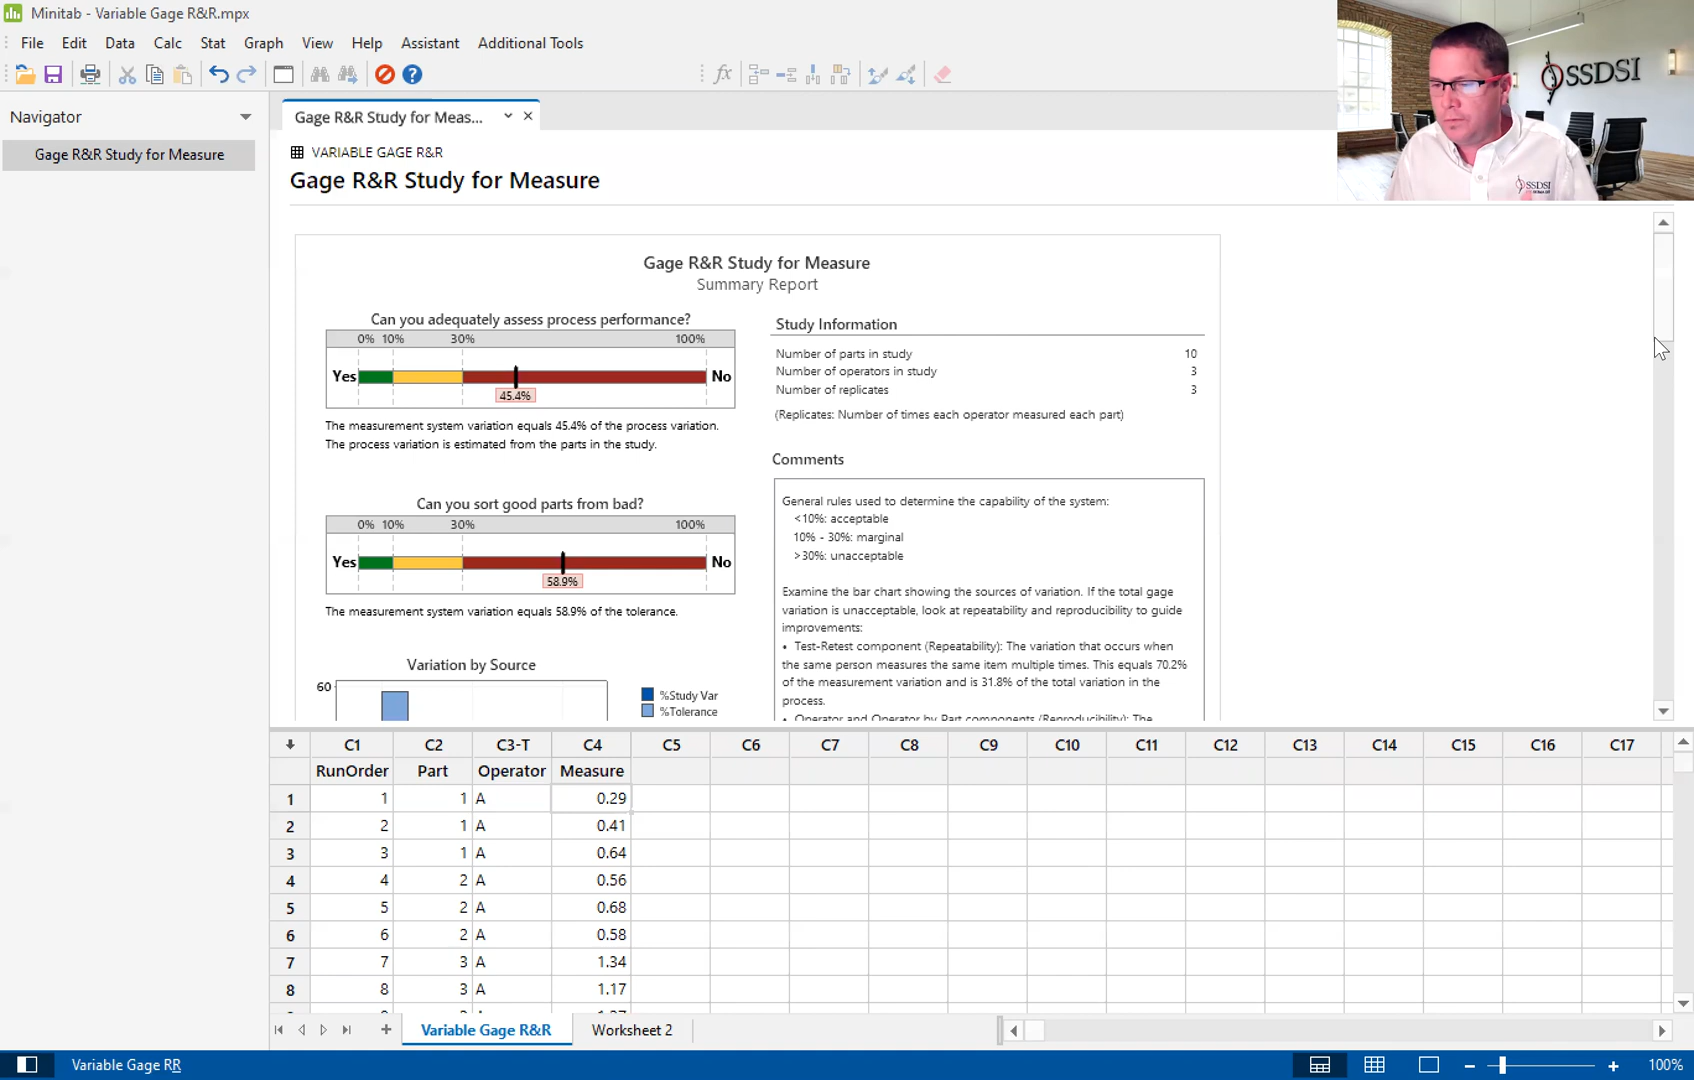 Minitab - Variable Gage R&R.mpx
File Edit Data Calc Stat Graph View Help Assistant Additional Tools
SSDSI
SSDSI
Navigator
Gage R&R Study for Measure
Gage R&R Study for Meas...
VARIABLE GAGE R&R
Gage R&R Study for Measure
Gage R&R Study for Measure
Summary Report
Can you adequately assess process performance?
0% 10% 30% 100%
Yes No
45.4%
The measurement system variation equals 45.4% of the process variation.
The process variation is estimated from the parts in the study.
Can you sort good parts from bad?
0% 10% 30% 100%
Yes No
58.9%
The measurement system variation equals 58.9% of the tolerance.
Variation by Source
60
%Study Var
%Tolerance
Study Information
Number of parts in study 10
Number of operators in study 3
Number of replicates 3
(Replicates: Number of times each operator measured each part)
Comments
General rules used to determine the capability of the system:
<10%: acceptable
10% - 30%: marginal
>30%: unacceptable
Examine the bar chart showing the sources of variation. If the total gage
variation is unacceptable, look at repeatability and reproducibility to guide
improvements:
• Test-Retest component (Repeatability): The variation that occurs when
the same person measures the same item multiple times. This equals 70.2%
of the measurement variation and is 31.8% of the total variation in the
process.
• Operator and Operator by Part components (Reproducibility): The
C1 C2 C3-T C4 C5 C6 C7 C8 C9 C10 C11 C12 C13 C14 C15 C16 C17
RunOrder Part Operator Measure
1 1 1 A 0.29
2 2 1 A 0.41
3 3 1 A 0.64
4 4 2 A 0.56
5 5 2 A 0.68
6 6 2 A 0.58
7 7 3 A 1.34
8 8 3 A 1.17
Variable Gage R&R Worksheet 2
Variable Gage RR
100%